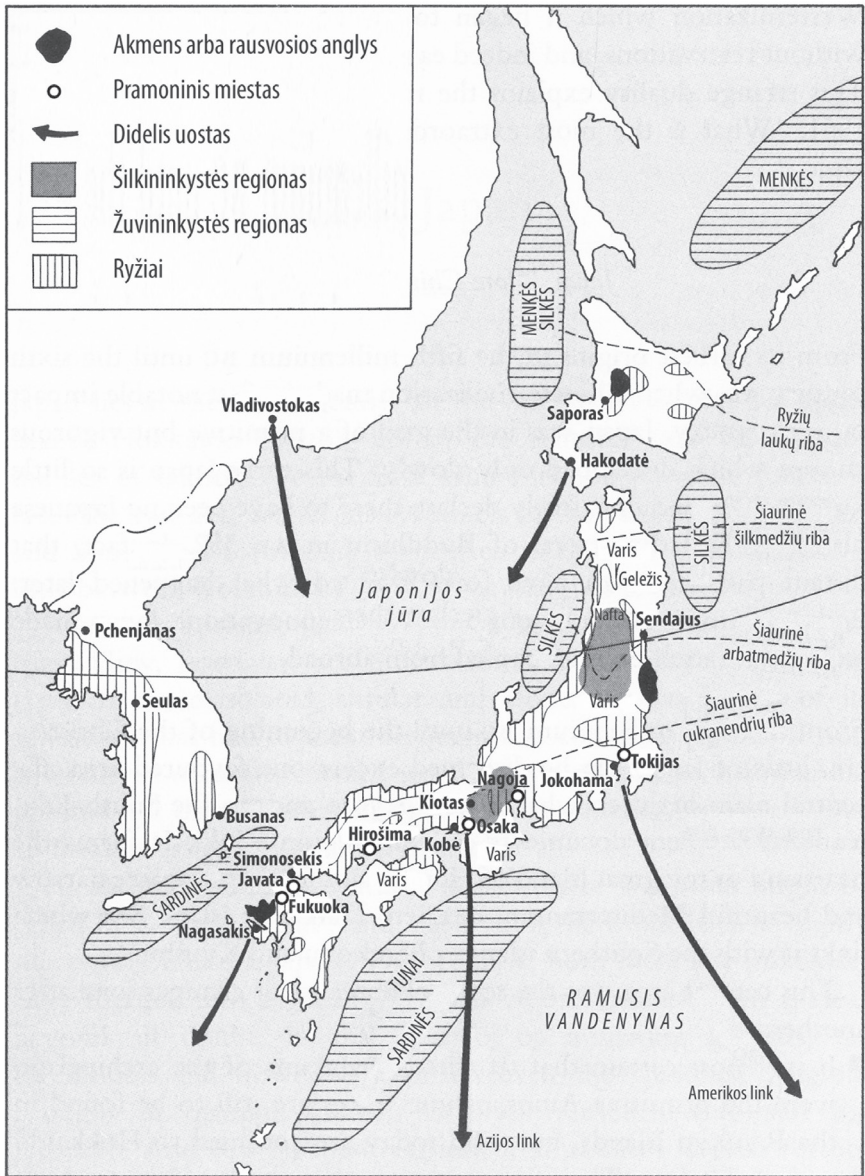 Akmens arba rausvosios anglys
Pramoninis miestas
Didelis uostas
Šilkininkystės regionas
Žuvininkystės regionas
Ryžiai
MENKĖS
MENKĖS
SILKĖS
Vladivostokas
Saporas
Ryžių
laukų riba
Hakodatė
SILKĖS
Šiaurinė
šilkmedžių riba
Varis
Geležis
Japonijos
jūra
SILKĖS
Nafta
Sendajus
Pchenjanas
Šiaurinė
arbatmedžių riba
Seulas
Varis
Šiaurinė
cukranendrių riba
Tokijas
Nagoja
Jokohama
Kiotas
Busanas
Osaka
Hirošima
Kobė
Simonosekis
Varis
Javata
Varis
SARDINĖS
Fukuoka
Nagasakis
TUNAI
SARDINĖS
RAMUSIS
VANDENYNAS
Amerikos link
Azijos link